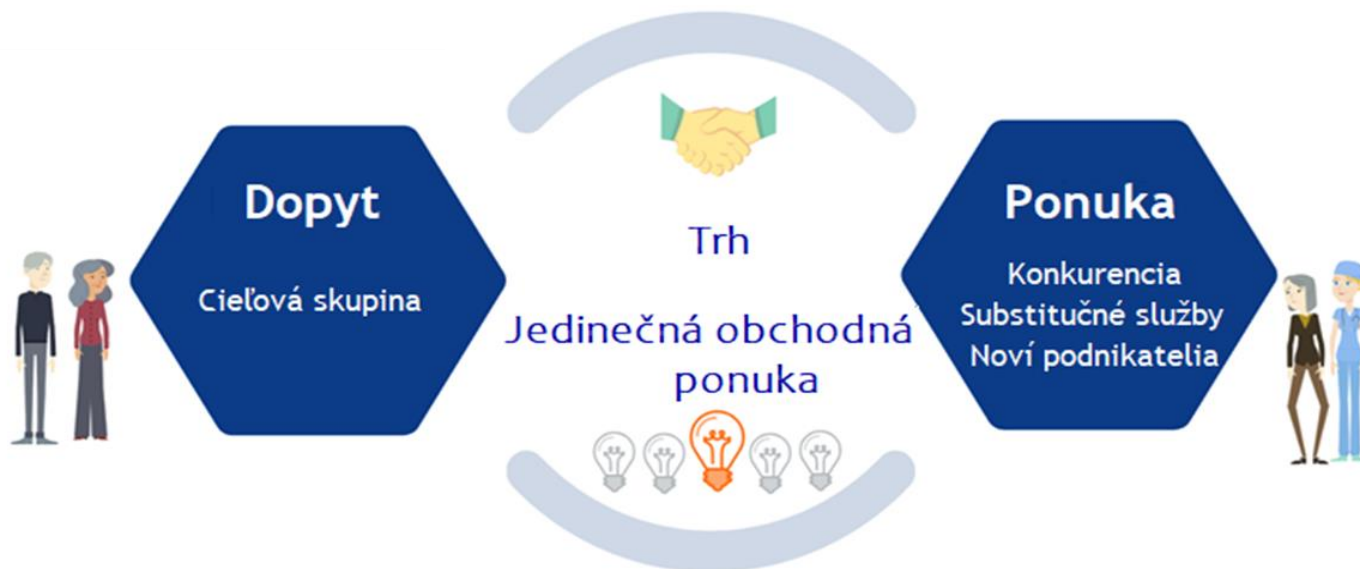 Dopyt
Cieľová skupina
Trh
Jedinečná obchodná
ponuka
Ponuka
Konkurencia
Substitučné služby
Noví podnikatelia